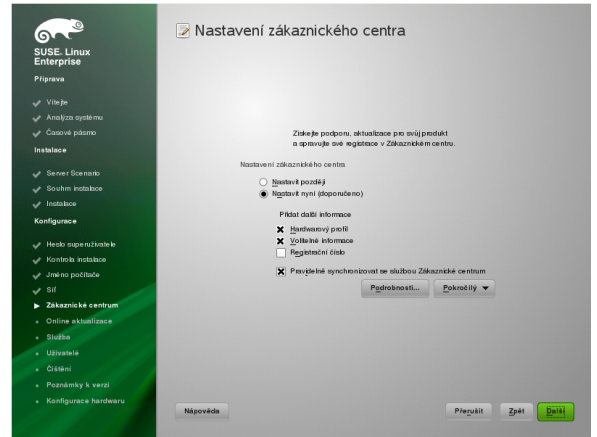 SUSE. Linux
Enterprise
Příprava
Vítejte
Analýza systému
Časové pásmo
Instalace
Server Scenario
Souhrn instalace
Instalace
Konfigurace
Heslo superuživatele
Kontrola instalace
Jméno počítače
Síť
Zákaznické centrum
Online aktualizace
Služba
Uživatelé
Čištění
Poznámky k verzi
Konfigurace hardwaru
Nastavení zákaznického centra
Získejte podporu, aktualizace pro svůj produkt
a spravujte své registrace v Zákaznickém centru.
Nastavení zákaznického centra
Nastavit později
Nastavit nyní (doporučeno)
Přidat další informace
Hardwarový profil
Volitelné informace
Registrační číslo
Pravidelně synchronizovat se službou Zákaznické centrum
Podrobnosti...
Pokročilý
Nápověda
Přerušit
Zpět
Další